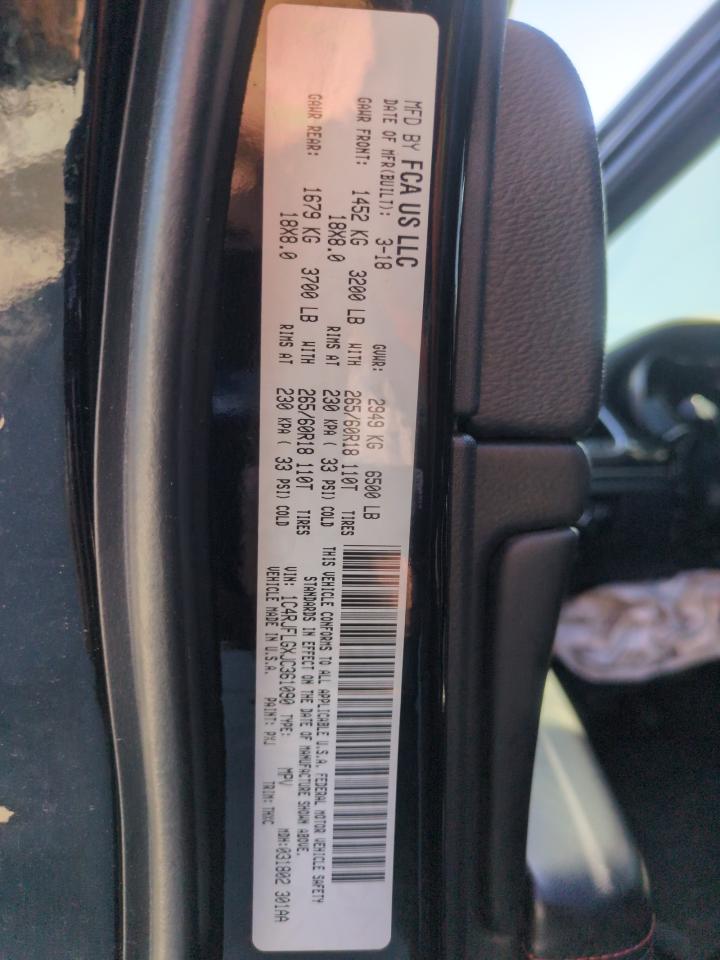 MFD BY FCA US LLC
DATE OF MFR(BUILT): 3-18 GVWR: 2949 KG 6500 LB
GAWR FRONT: 1452 KG 3200 LB WITH 265/60R18 110T TIRES
18X8.0 RIMS AT 230 KPA ( 33 PSI) COLD
GAWR REAR: 1679 KG 3700 LB WITH 265/60R18 110T TIRES
18X8.0 RIMS AT 230 KPA ( 33 PSI) COLD
THIS VEHICLE CONFORMS TO ALL APPLICABLE U.S.A. FEDERAL MOTOR VEHICLE SAFETY
STANDARDS IN EFFECT ON THE DATE OF MANUFACTURE SHOWN ABOVE.
VIN: 1C4RJFLGXJC361090 TYPE: MPV MDH:031802 301AA
VEHICLE MADE IN U.S.A. PAINT: PXJ TRIM: